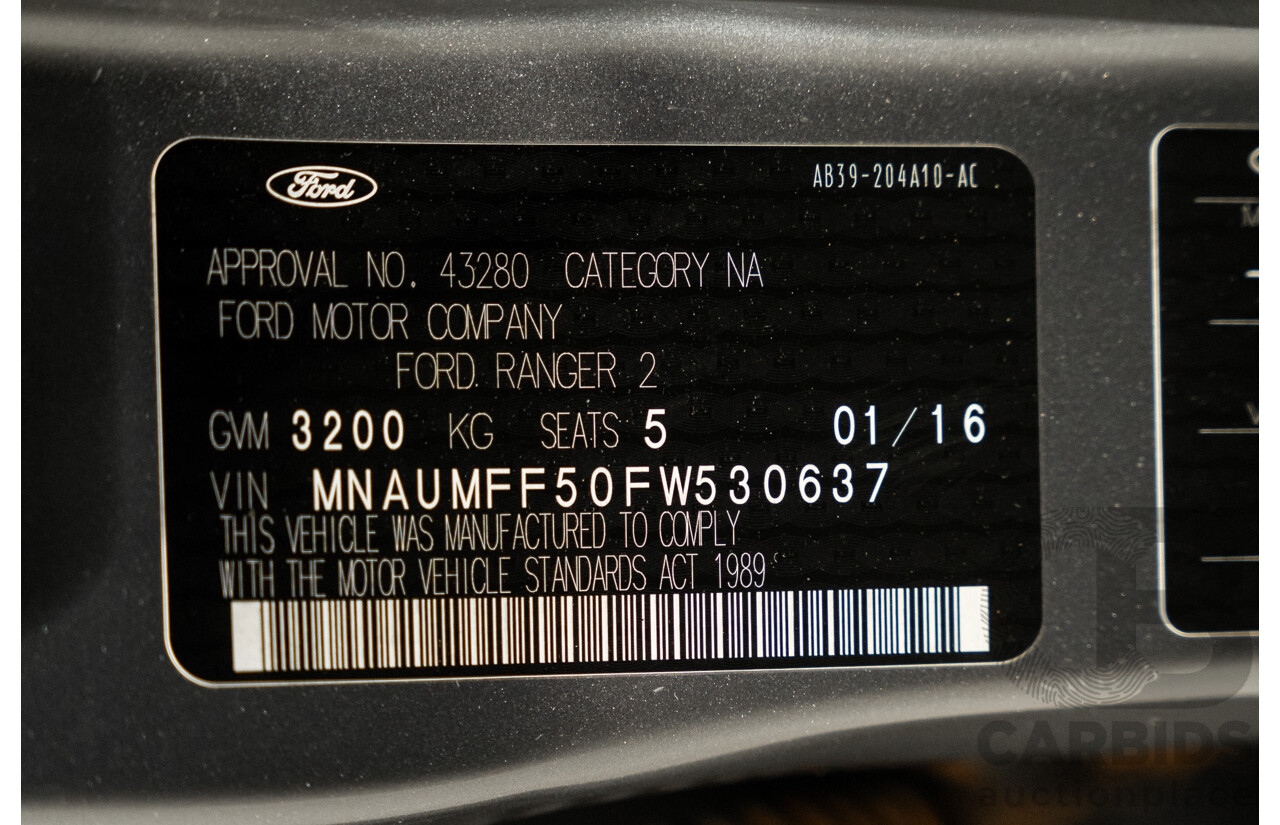 Ford
AB39-204A10-AC
APPROVAL NO. 43280 CATEGORY NA
FORD MOTOR COMPANY
FORD RANGER 2
GVM 3200 KG SEATS 5 01/16
VIN MNAUMFF50FW530637
THIS VEHICLE WAS MANUFACTURED TO COMPLY
WITH THE MOTOR VEHICLE STANDARDS ACT 1989
CARBIDS